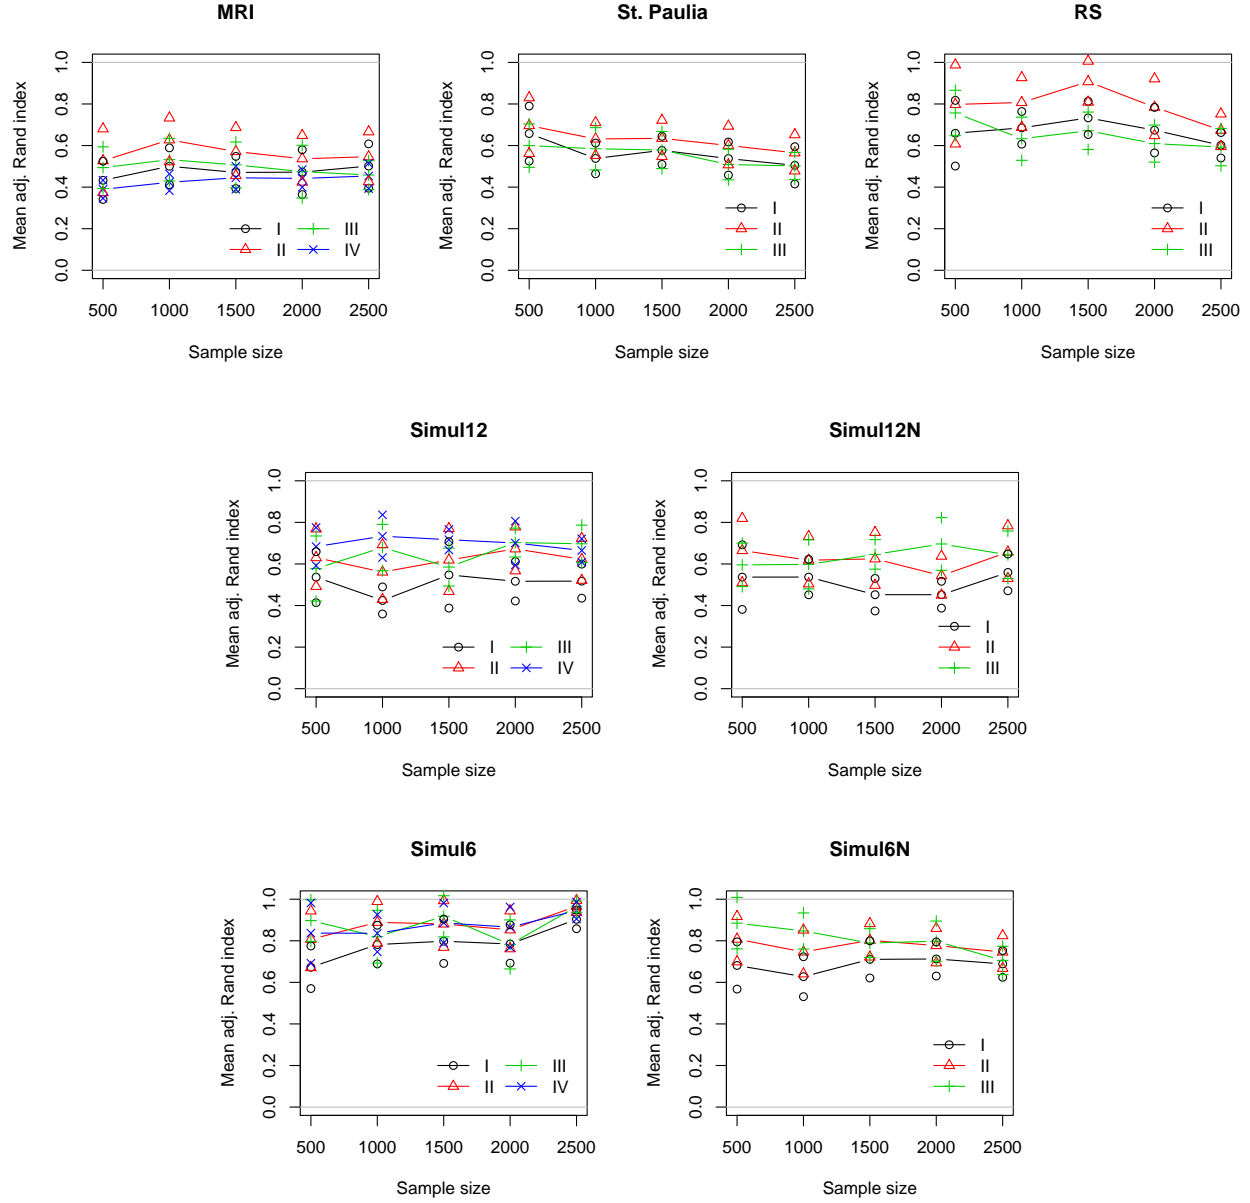 MRI
Mean adj. Rand index
0.0 0.2 0.4 0.6 0.8 1.0
I III
II IV
500 1000 1500 2000 2500
Sample size
St. Paulia
Mean adj. Rand index
0.0 0.2 0.4 0.6 0.8 1.0
I
II
III
500 1000 1500 2000 2500
Sample size
RS
Mean adj. Rand index
0.0 0.2 0.4 0.6 0.8 1.0
I
II
III
500 1000 1500 2000 2500
Sample size
Simul12
Mean adj. Rand index
0.0 0.2 0.4 0.6 0.8 1.0
I III
II IV
500 1000 1500 2000 2500
Sample size
Simul12N
Mean adj. Rand index
0.0 0.2 0.4 0.6 0.8 1.0
I
II
III
500 1000 1500 2000 2500
Sample size
Simul6
Mean adj. Rand index
0.0 0.2 0.4 0.6 0.8 1.0
I III
II IV
500 1000 1500 2000 2500
Sample size
Simul6N
Mean adj. Rand index
0.0 0.2 0.4 0.6 0.8 1.0
I
II
III
500 1000 1500 2000 2500
Sample size